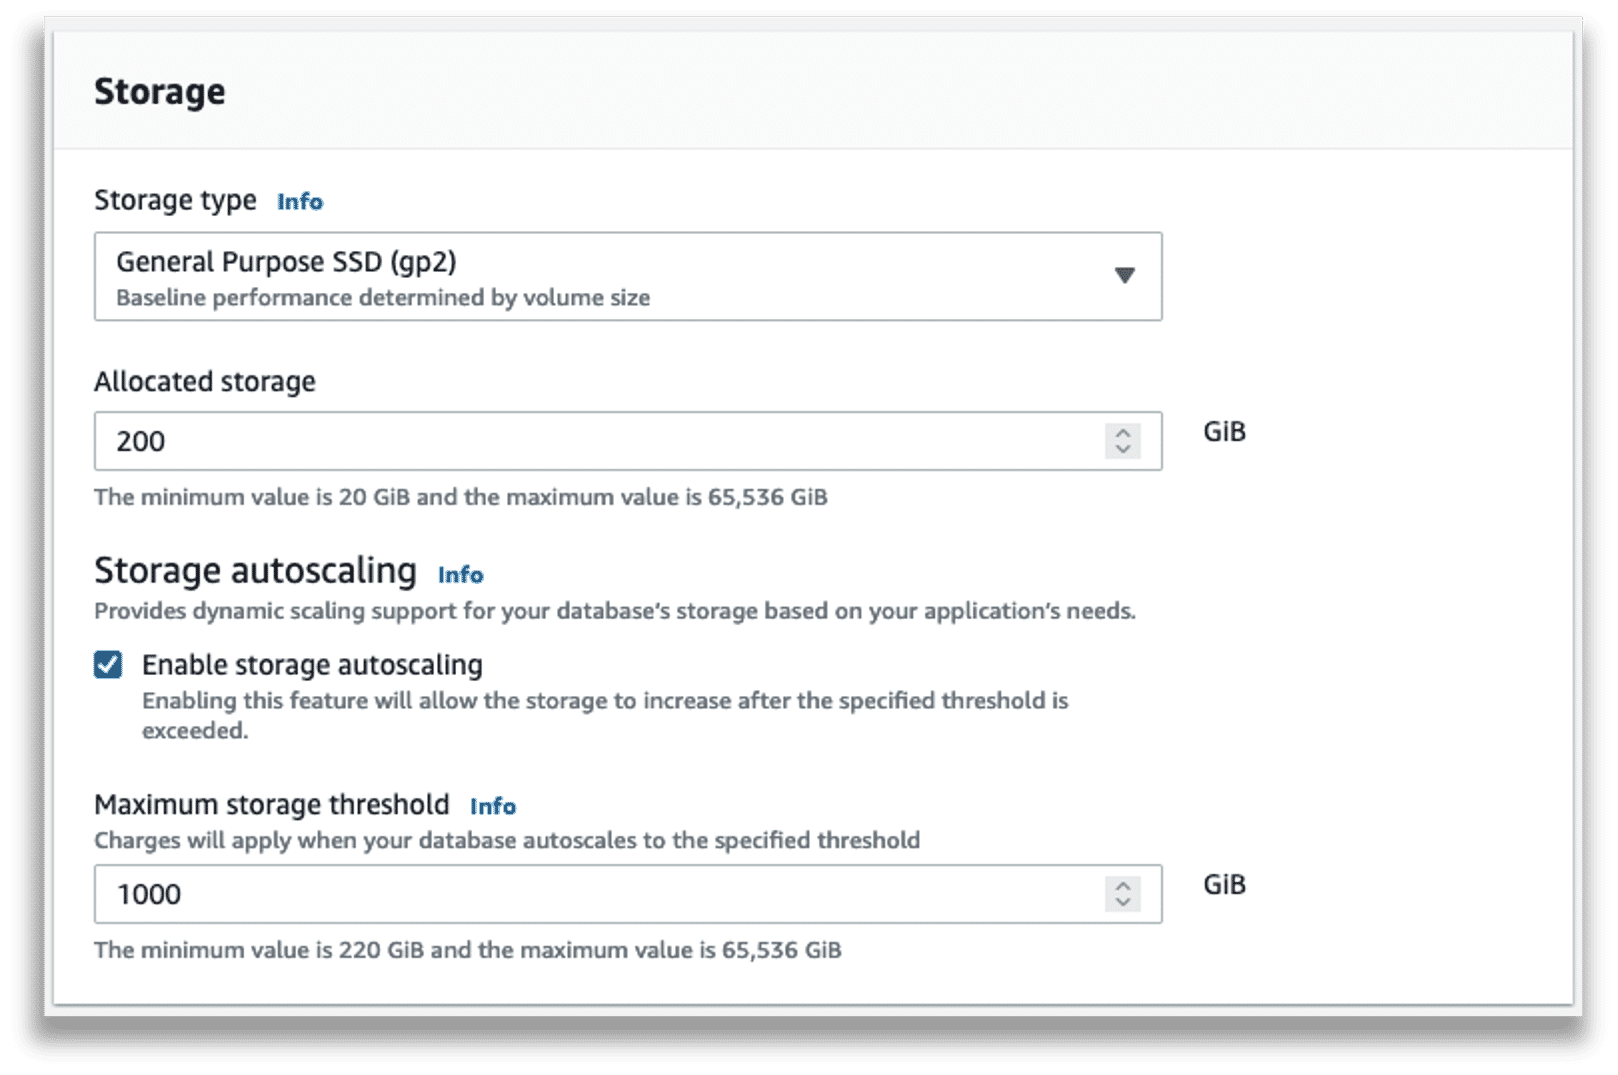 Storage
Storage type Info
General Purpose SSD (gp2)
Baseline performance determined by volume size
Allocated storage
200
GiB
The minimum value is 20 GiB and the maximum value is 65,536 GiB
Storage autoscaling Info
Provides dynamic scaling support for your database's storage based on your application's needs.
Enable storage autoscaling
Enabling this feature will allow the storage to increase after the specified threshold is
exceeded.
Maximum storage threshold Info
Charges will apply when your database autoscales to the specified threshold
1000
GiB
The minimum value is 220 GiB and the maximum value is 65,536 GiB